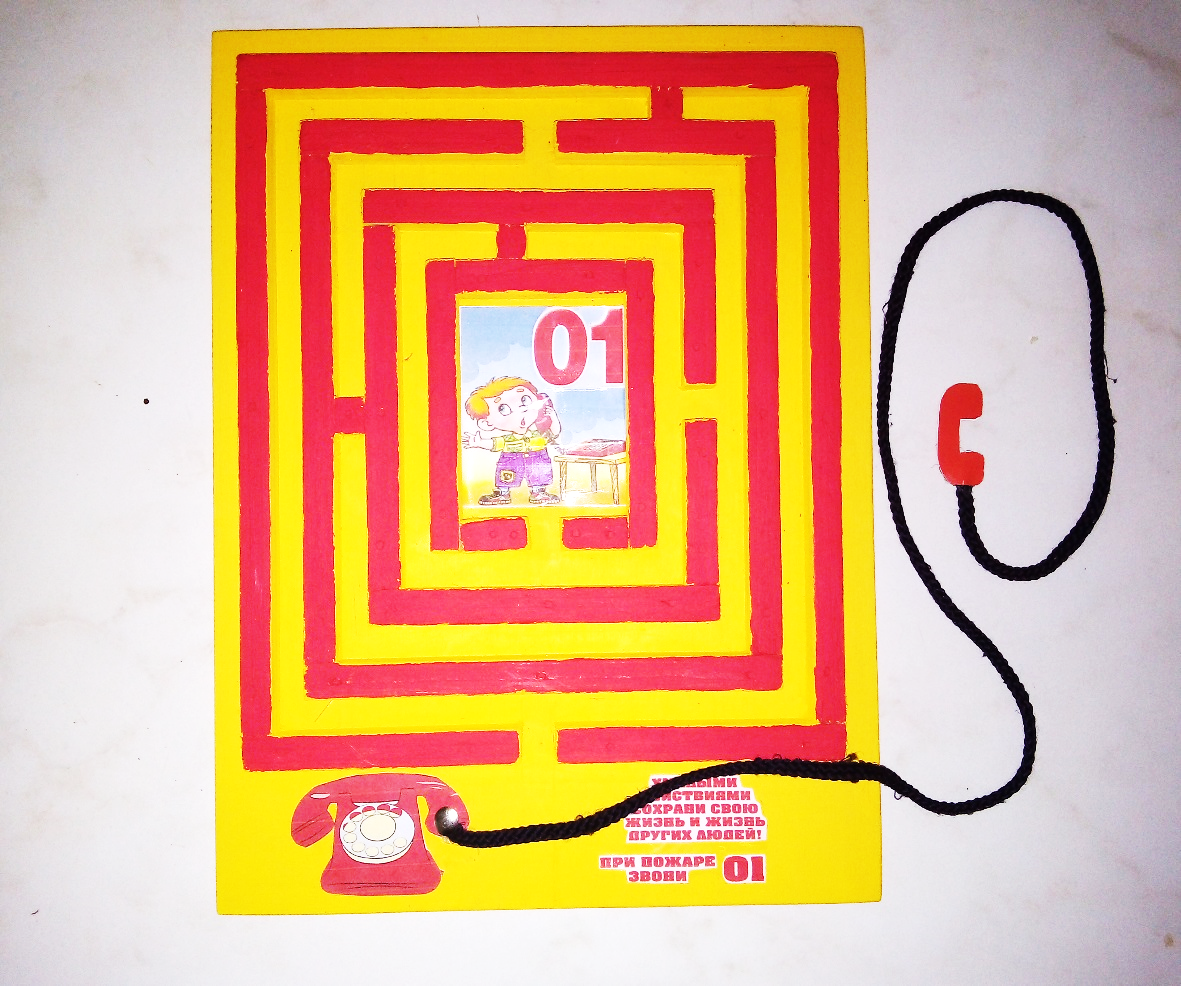 01
СОХРАНИ СВОЮ
ЖИЗНЬ И ЖИЗНЬ
ДРУГИХ ЛЮДЕЙ!
ПРИ ПОЖАРЕ
ЗВОНИ 01